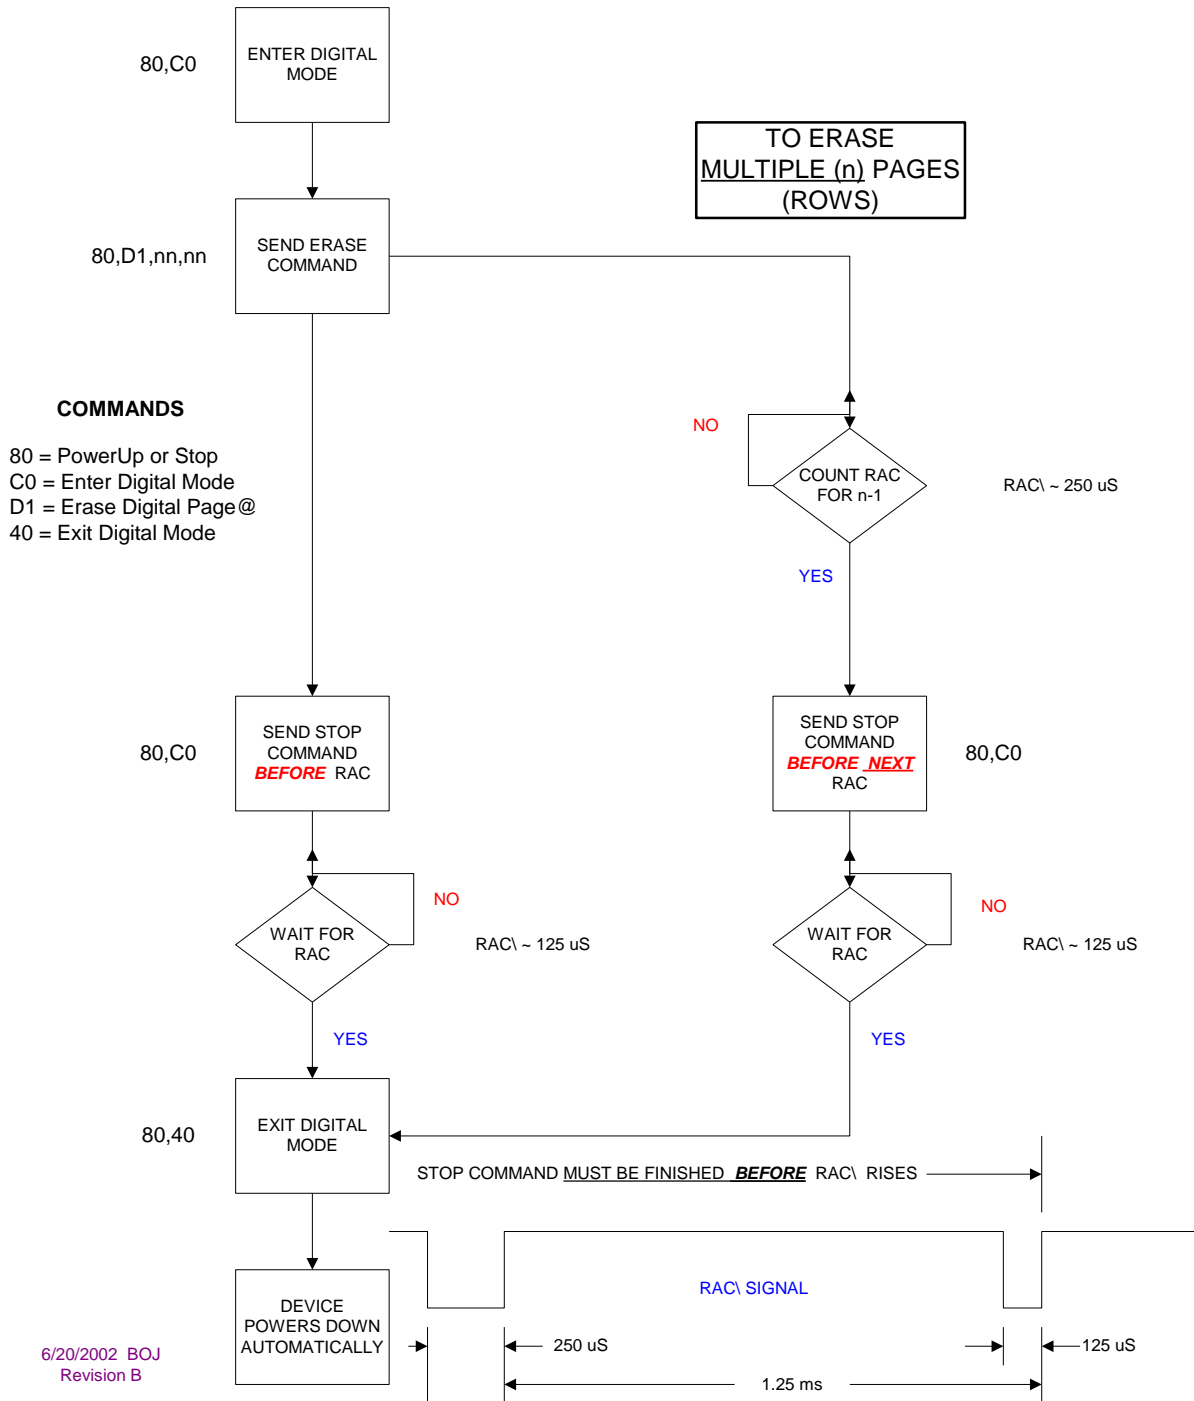 80,C0
ENTER DIGITAL
MODE
TO ERASE
MULTIPLE (n) PAGES
(ROWS)
80,D1,nn,nn
SEND ERASE
COMMAND
COMMANDS
80 = PowerUp or Stop
C0 = Enter Digital Mode
D1 = Erase Digital Page@
40 = Exit Digital Mode
NO
COUNT RAC
FOR n-1
RAC\ ~ 250 uS
YES
80,C0
SEND STOP
COMMAND
BEFORE RAC
SEND STOP
COMMAND
BEFORE NEXT
RAC
80,C0
NO
WAIT FOR
RAC
RAC\ ~ 125 uS
NO
WAIT FOR
RAC
RAC\ ~ 125 uS
YES
YES
80,40
EXIT DIGITAL
MODE
STOP COMMAND MUST BE FINISHED BEFORE RAC\ RISES
RAC\ SIGNAL
DEVICE
POWERS DOWN
AUTOMATICALLY
250 uS
125 uS
1.25 ms
6/20/2002 BOJ
Revision B